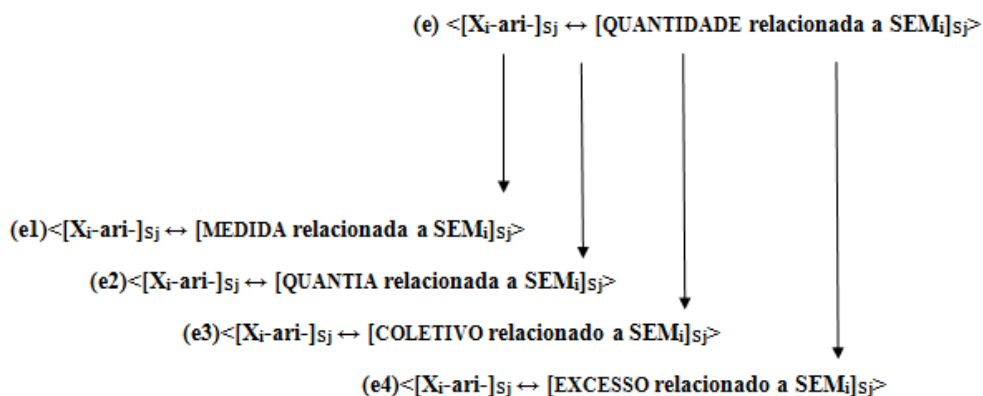 (e) <[Xi-ari-]Sj ↔ [QUANTIDADE relacionada a SEMi]Sj>
(e1)<[Xi-ari-]Sj ↔ [MEDIDA relacionada a SEMi]Sj>
(e2)<[Xi-ari-]Sj ↔ [QUANTIA relacionada a SEMi]Sj>
(e3)<[Xi-ari-]Sj ↔ [COLETIVO relacionado a SEMi]Sj>
(e4)<[Xi-ari-]Sj ↔ [EXCESSO relacionado a SEMi]Sj>